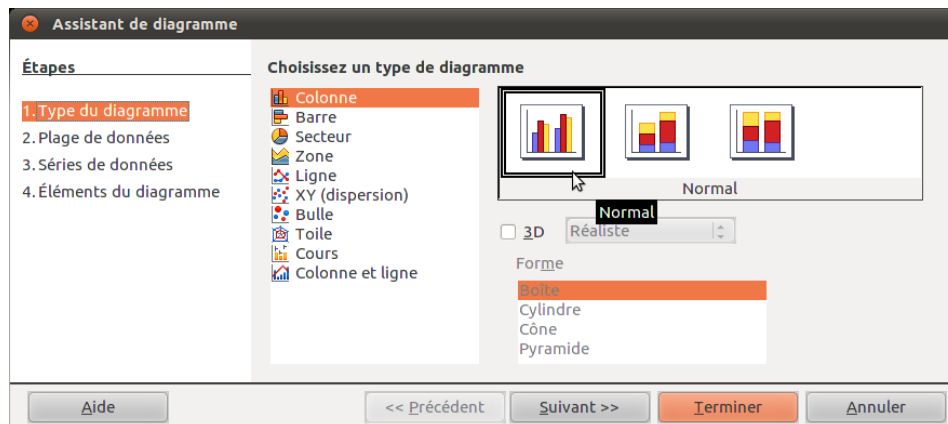 Assistant de diagramme
Étapes
1. Type du diagramme
2. Plage de données
3. Séries de données
4. Éléments du diagramme
Choisissez un type de diagramme
Colonne
Barre
Secteur
Zone
Ligne
XY (dispersion)
Bulle
Toile
Cours
Colonne et ligne
Normal
Normal
3D
Réaliste
Forme
Boîte
Cylindre
Cône
Pyramide
Aide
<< Précédent
Suivant >>
Terminer
Annuler